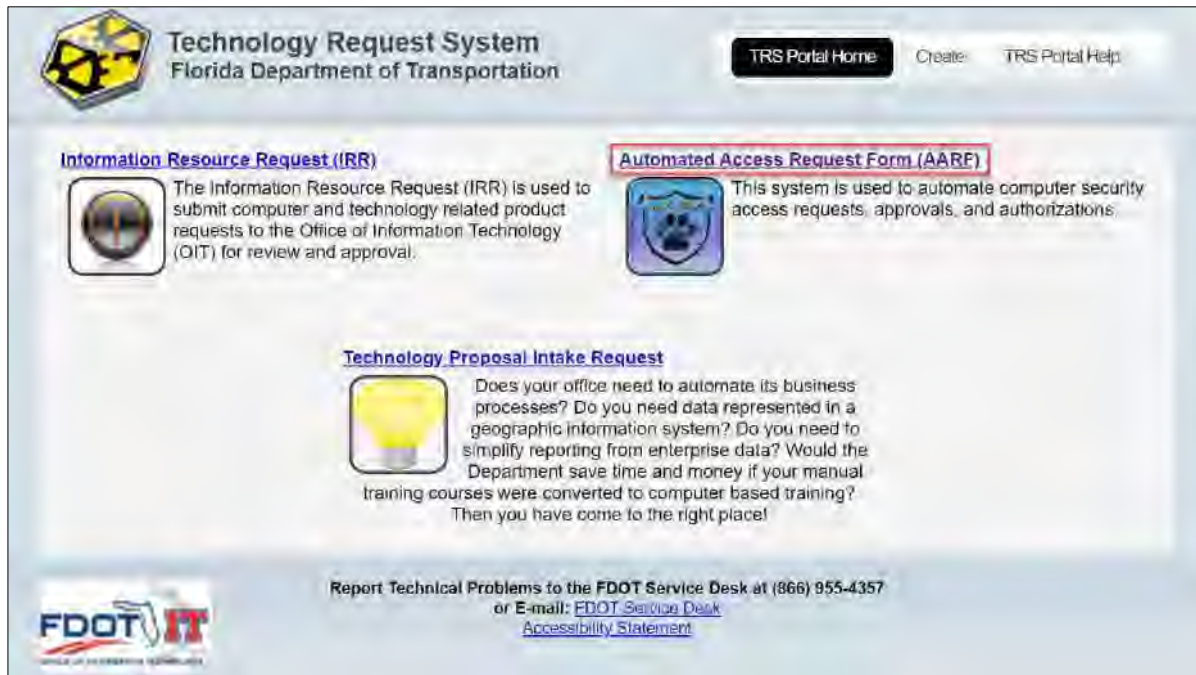 Technology Request System
Florida Department of Transportation
TRS Portal Home
Create
TRS Portal Help
Information Resource Request (IRR)
The Information Resource Request (IRR) is used to
submit computer and technology related product
requests to the Office of Information Technology
(OIT) for review and approval.
Automated Access Request Form (AARF)
This system is used to automate computer security
access requests, approvals, and authorizations.
Technology Proposal Intake Request
Does your office need to automate its business
processes? Do you need data represented in a
geographic information system? Do you need to
simplify reporting from enterprise data? Would the
Department save time and money if your manual
training courses were converted to computer based training?
Then you have come to the right place!
FDOT IT
Report Technical Problems to the FDOT Service Desk at (866) 955-4357
or E-mail: FDOT Service Desk
Accessibility Statement